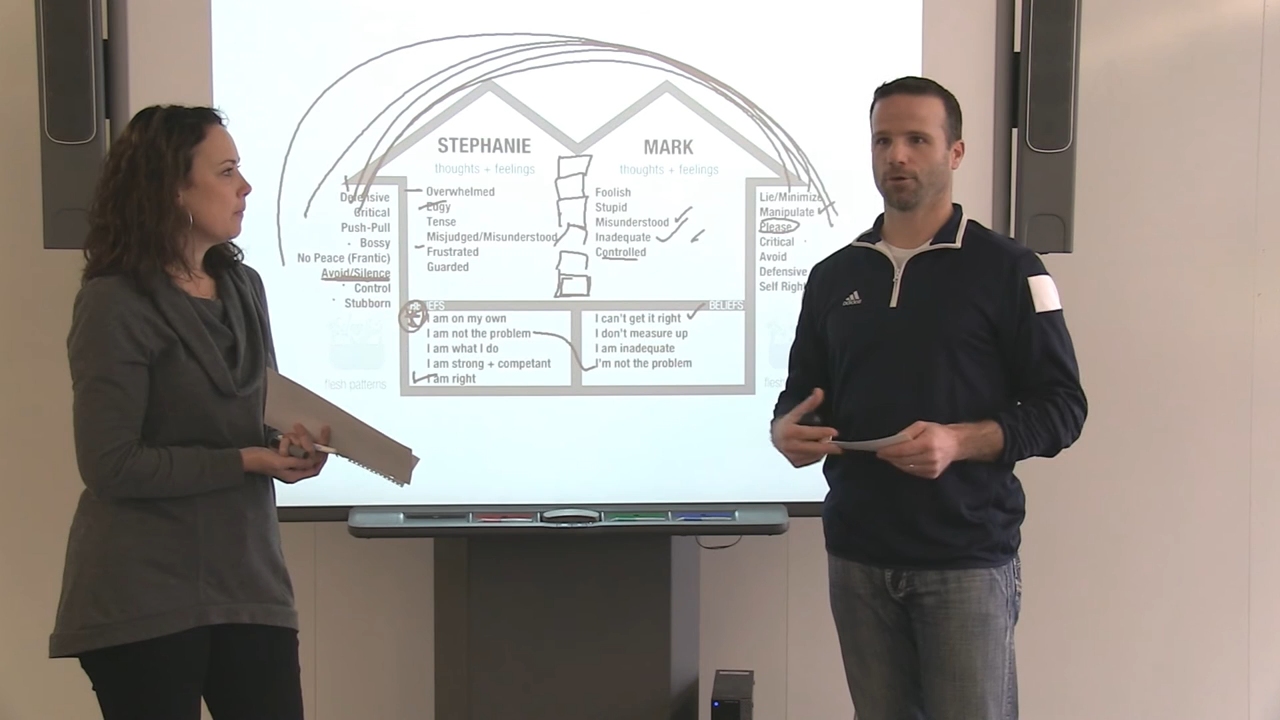 STEPHANIE
thoughts + feelings
Overwhelmed
Edgy
Tense
Misjudged/Misunderstood
Frustrated
Guarded
MARK
thoughts + feelings
Foolish
Stupid
Misunderstood
Inadequate
Controlled
Defensive
Critical
Push-Pull
Bossy
No Peace (Frantic)
Avoid/Silence
Control
Stubborn
flesh patterns
Lie/Minimize
Manipulate
Please
Critical
Avoid
Defensive
Self Righ
I am on my own
I am not the problem
I am what I do
I am strong + competant
I am right
BELIEFS
I can't get it right
I don't measure up
I am inadequate
I'm not the problem
adidas